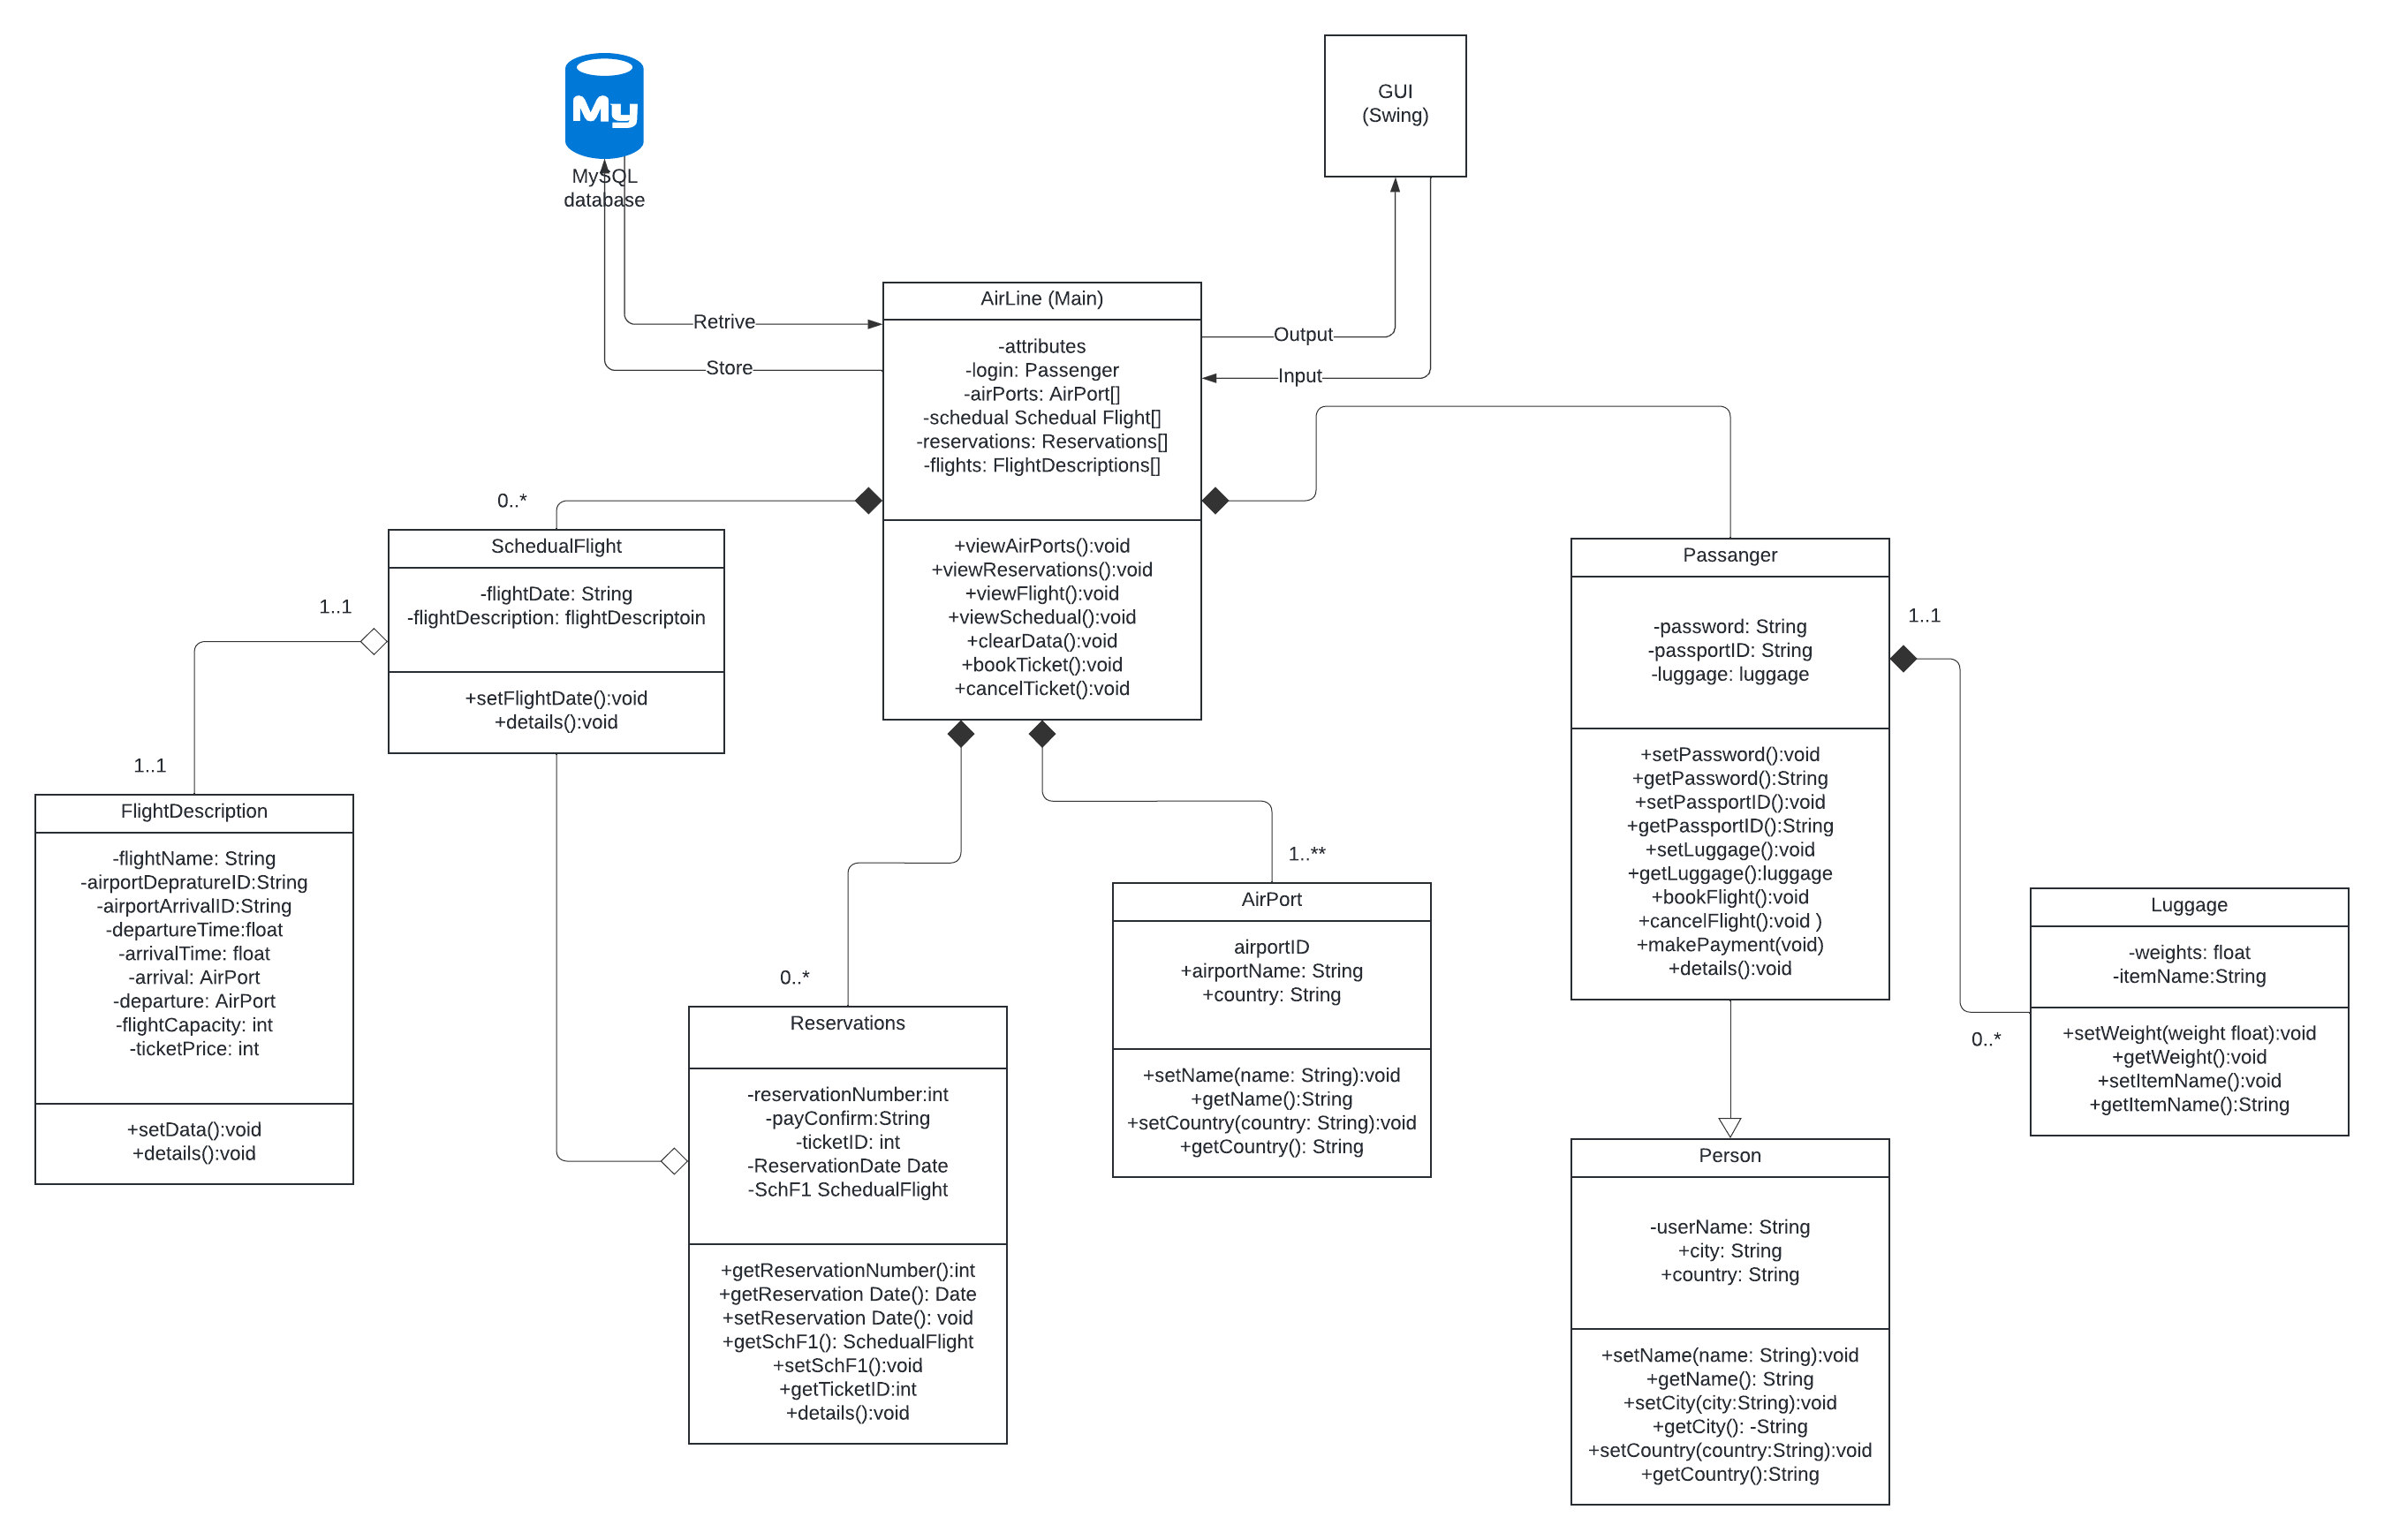 My
MySQL
database
GUI
(Swing)
Retrive
Store
Output
Input
AirLine (Main)
-attributes
-login: Passenger
-airPorts: AirPort[]
-schedual Schedual Flight[]
-reservations: Reservations[]
-flights: FlightDescriptions[]
+viewAirPorts():void
+viewReservations():void
+viewFlight():void
+viewSchedual():void
+clearData():void
+bookTicket():void
+cancelTicket():void
0..*
SchedualFlight
-flightDate: String
-flightDescription: flightDescriptoin
+setFlightDate():void
+details():void
1..1
1..1
FlightDescription
-flightName: String
-airportDepratureID:String
-airportArrivalID:String
-departureTime:float
-arrivalTime: float
-arrival: AirPort
-departure: AirPort
-flightCapacity: int
-ticketPrice: int
+setData():void
+details():void
0..*
Reservations
-reservationNumber:int
-payConfirm:String
-ticketID: int
-ReservationDate Date
-SchF1 SchedualFlight
+getReservationNumber():int
+getReservation Date(): Date
+setReservation Date(): void
+getSchF1(): SchedualFlight
+setSchF1():void
+getTicketID:int
+details():void
1..**
AirPort
airportID
+airportName: String
+country: String
+setName(name: String):void
+getName():String
+setCountry(country: String):void
+getCountry(): String
Passanger
-password: String
-passportID: String
-luggage: luggage
+setPassword():void
+getPassword():String
+setPassportID():void
+getPassportID():String
+setLuggage():void
+getLuggage():luggage
+bookFlight():void
+cancelFlight():void )
+makePayment(void)
+details():void
1..1
0..*
Luggage
-weights: float
-itemName:String
+setWeight(weight float):void
+getWeight():void
+setItemName():void
+getItemName():String
Person
-userName: String
+city: String
+country: String
+setName(name: String):void
+getName(): String
+setCity(city:String):void
+getCity(): -String
+setCountry(country:String):void
+getCountry():String